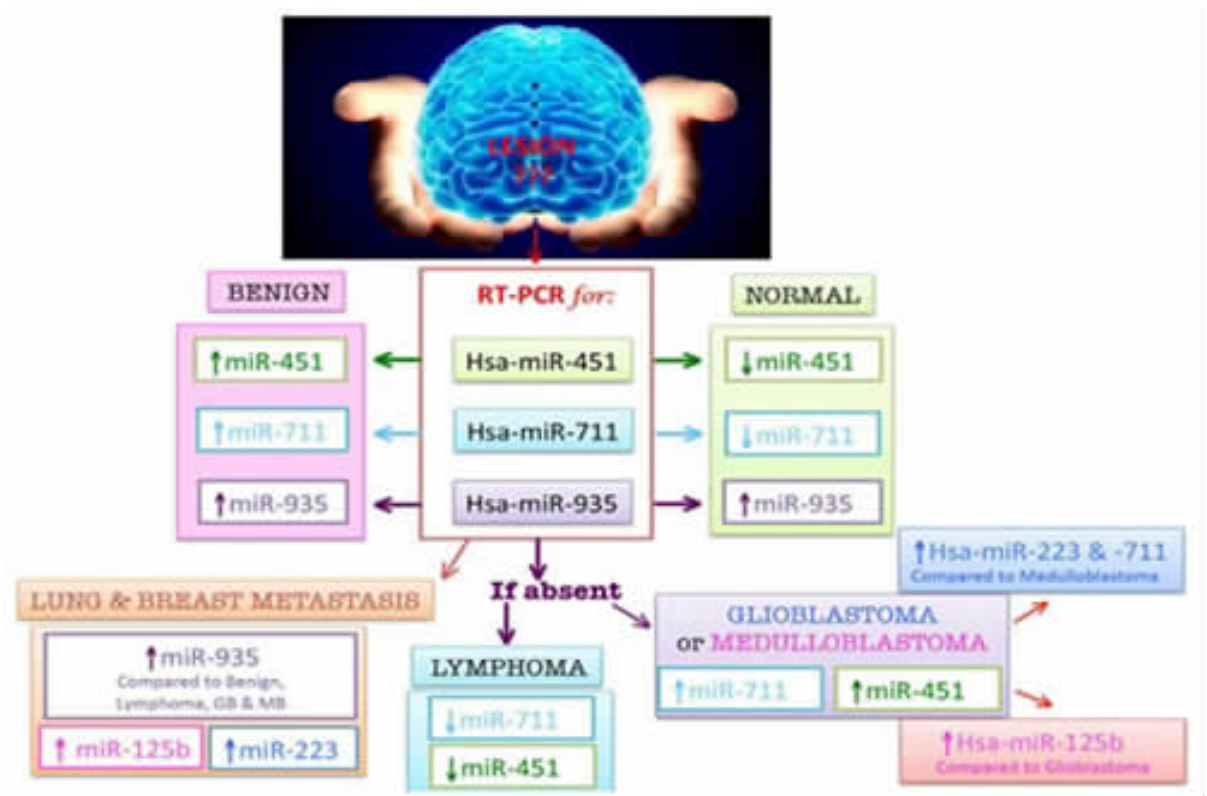 LESION
???
RT-PCR for:
BENIGN
NORMAL
↑miR-451
Hsa-miR-451
↓miR-451
↑miR-711
Hsa-miR-711
↓miR-711
↑miR-935
Hsa-miR-935
↑miR-935
If absent
LUNG & BREAST METASTASIS
↑miR-935
Compared to Benign,
Lymphoma, GB & MB
↑ miR-125b
↑miR-223
LYMPHOMA
↓miR-711
↓miR-451
GLIOBLASTOMA
or MEDULLOBLASTOMA
↑miR-711
↑miR-451
↑Hsa-miR-223 & -711
Compared to Medulloblastoma
↑Hsa-miR-125b
Compared to Glioblastoma